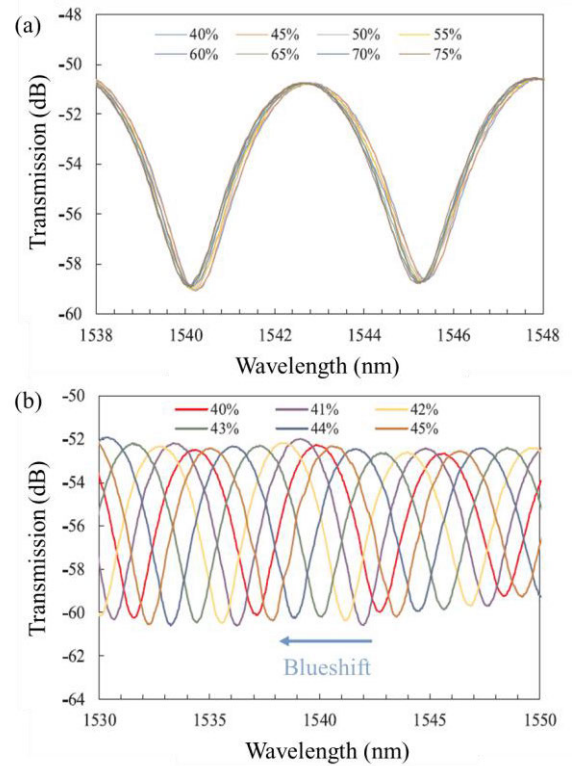 (a)
-48
-50
-52
-54
-56
-58
-60
Transmission (dB)
40% 45% 50% 55%
60% 65% 70% 75%
1538 1540 1542 1544 1546 1548
Wavelength (nm)
(b)
-50
-52
-54
-56
-58
-60
-62
-64
Transmission (dB)
40% 41% 42%
43% 44% 45%
Blueshift
1530 1535 1540 1545 1550
Wavelength (nm)